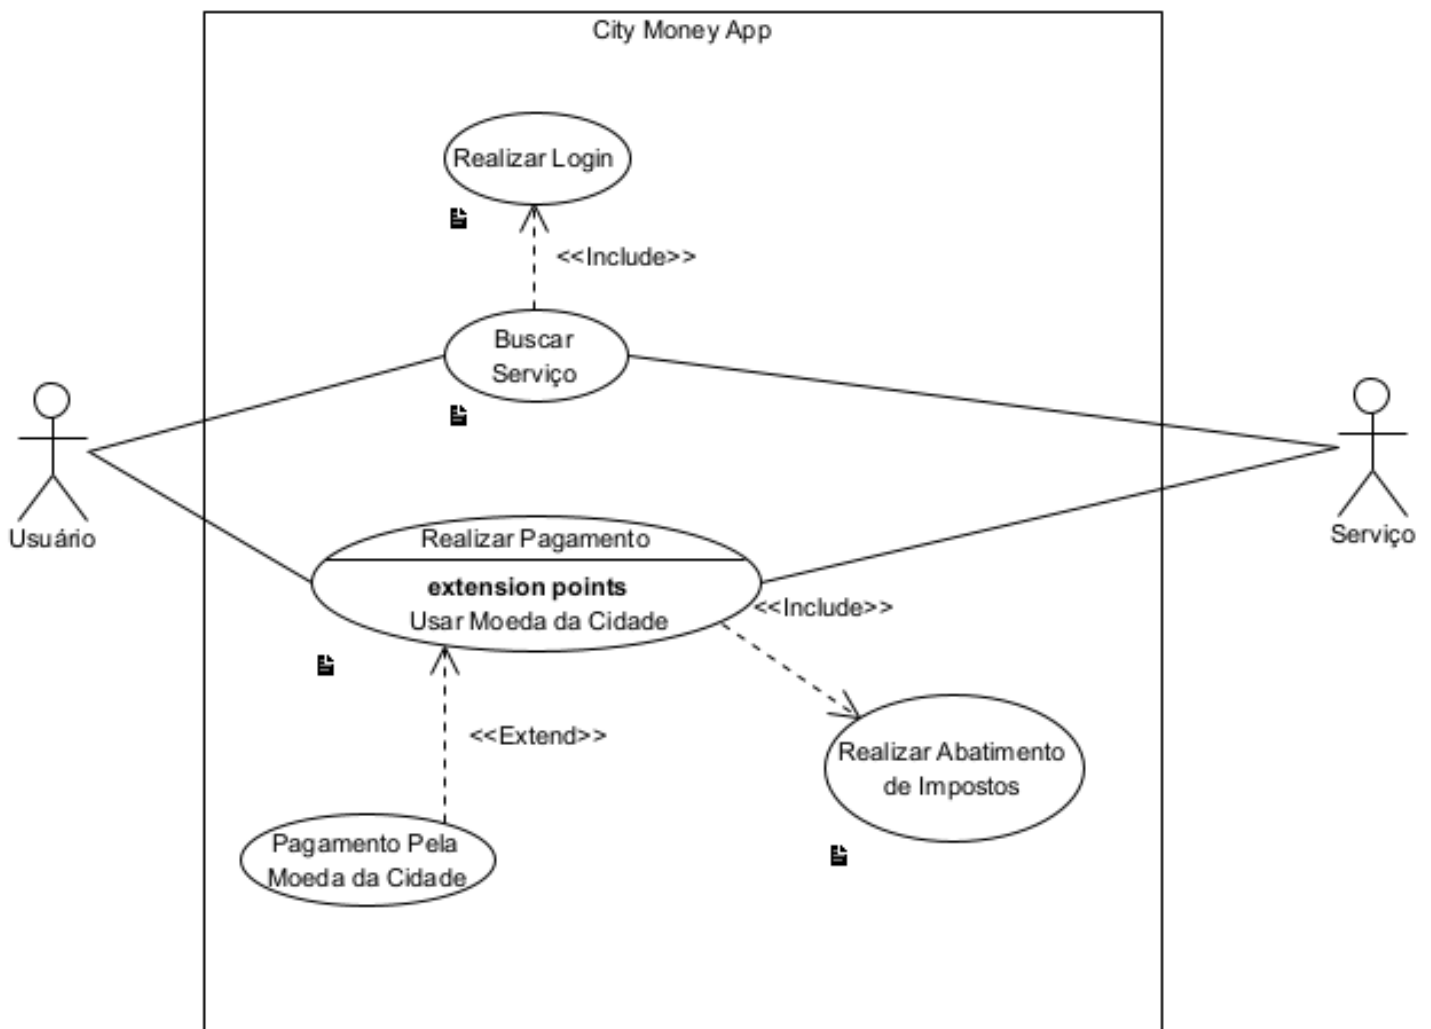 City Money App
Realizar Login
<<Include>>
Buscar
Serviço
Usuário
Serviço
Realizar Pagamento
extension points
Usar Moeda da Cidade
<<Include>>
<<Extend>>
Realizar Abatimento
de Impostos
Pagamento Pela
Moeda da Cidade